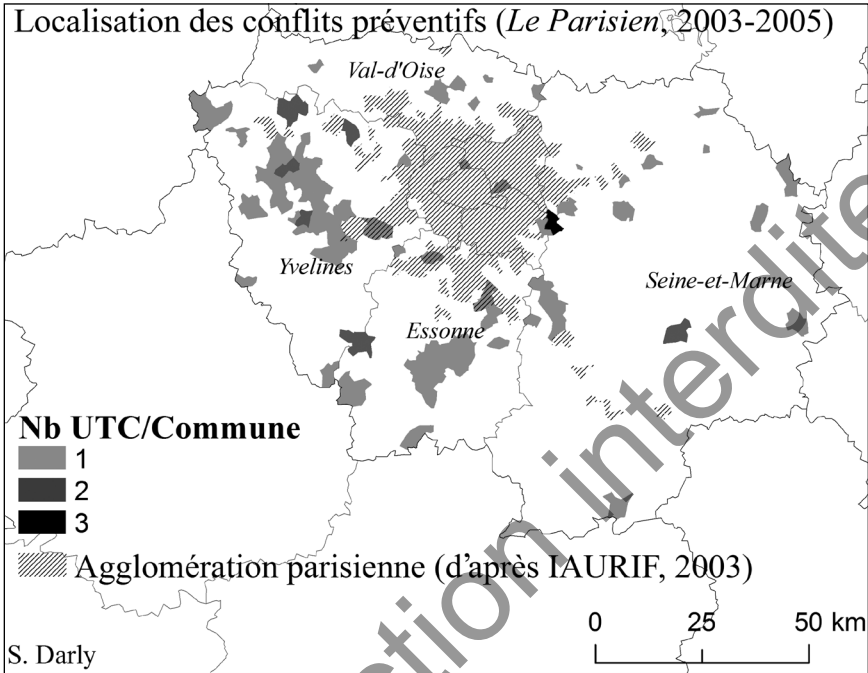 Localisation des conflits préventifs (Le Parisien, 2003-2005)
Val-d'Oise
Yvelines
Seine-et-Marne
Essonne
Nb UTC/Commune
1
2
3
Agglomération parisienne (d'après IAURIF, 2003)
0 25 50 km
S. Darly
ction interdite